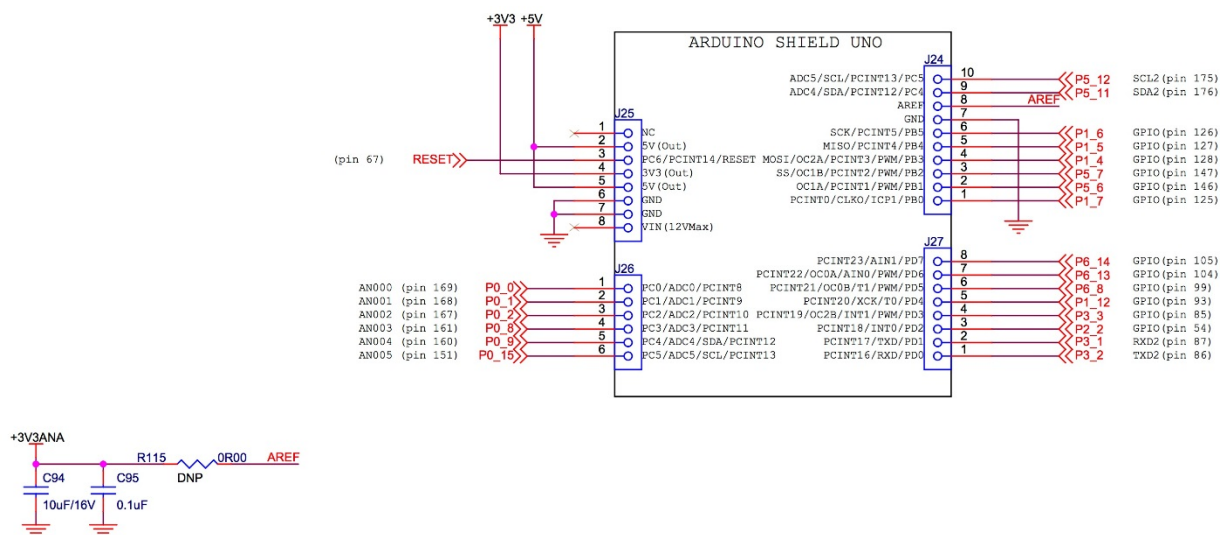 +3V3 +5V
ARDUINO SHIELD UNO
J24
ADC5/SCL/PCINT13/PC5 10 P5_12 SCL2(pin 175)
ADC4/SDA/PCINT12/PC4 9 P5_11 SDA2(pin 176)
AREF 8 AREF
GND 7
SCK/PCINT5/PB5 6 P1_6 GPIO(pin 126)
MISO/PCINT4/PB4 5 P1_5 GPIO(pin 127)
MOSI/OC2A/PCINT3/PWM/PB3 4 P1_4 GPIO(pin 128)
SS/OC1B/PCINT2/PWM/PB2 3 P5_7 GPIO(pin 147)
OC1A/PCINT1/PWM/PB1 2 P5_6 GPIO(pin 146)
PCINT0/CLKO/ICP1/PB0 1 P1_7 GPIO(pin 125)
J25
1 NC
2 5V(Out)
(pin 67) RESET 3 PC6/PCINT14/RESET
4 3V3(Out)
5 5V(Out)
6 GND
7 GND
8 VIN(12VMax)
J27
PCINT23/AIN1/PD7 8 P6_14 GPIO(pin 105)
PCINT22/OC0A/AIN0/PWM/PD6 7 P6_13 GPIO(pin 104)
PCINT21/OC0B/T1/PWM/PD5 6 P6_8 GPIO(pin 99)
PCINT20/XCK/T0/PD4 5 P1_12 GPIO(pin 93)
PCINT19/OC2B/INT1/PWM/PD3 4 P3_3 GPIO(pin 85)
PCINT18/INT0/PD2 3 P2_2 GPIO(pin 54)
PCINT17/TXD/PD1 2 P3_1 RXD2(pin 87)
PCINT16/RXD/PD0 1 P3_2 TXD2(pin 86)
J26
AN000 (pin 169) P0_0 1 PC0/ADC0/PCINT8
AN001 (pin 168) P0_1 2 PC1/ADC1/PCINT9
AN002 (pin 167) P0_2 3 PC2/ADC2/PCINT10
AN003 (pin 161) P0_8 4 PC3/ADC3/PCINT11
AN004 (pin 160) P0_9 5 PC4/ADC4/SDA/PCINT12
AN005 (pin 151) P0_15 6 PC5/ADC5/SCL/PCINT13
+3V3ANA
R115 0R00 AREF
C94 C95 DNP
10uF/16V 0.1uF